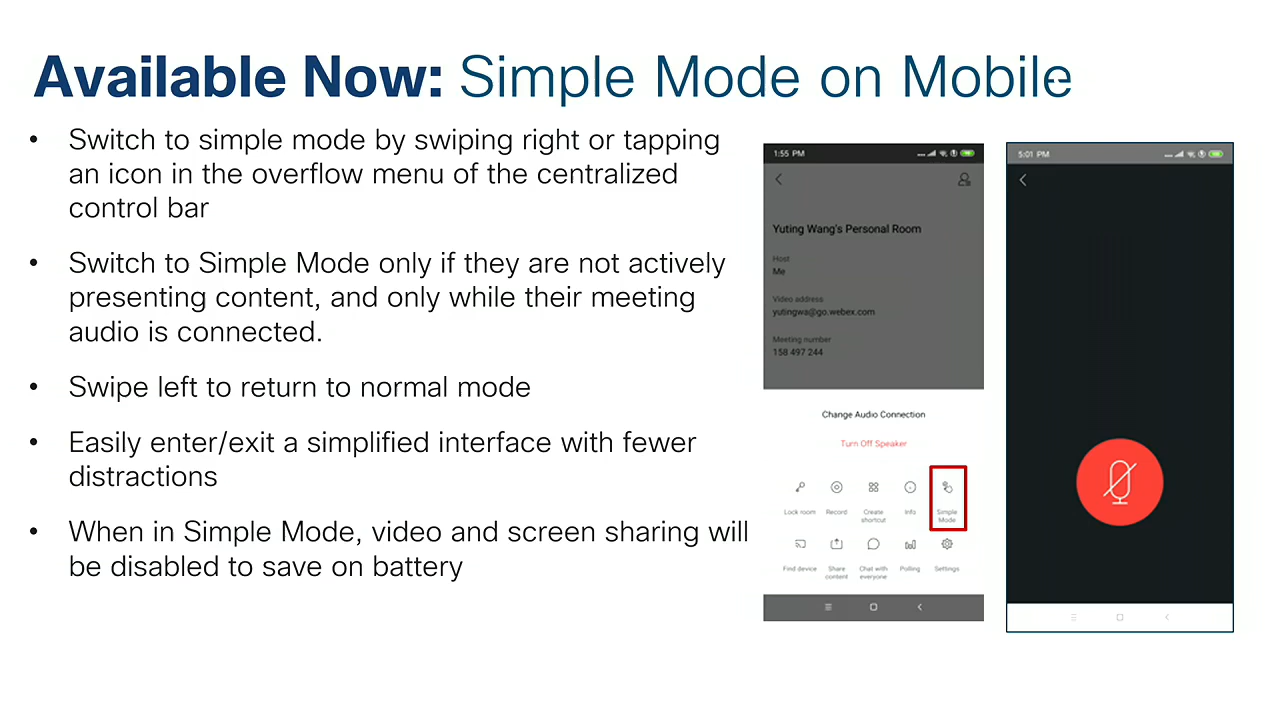 Available Now: Simple Mode on Mobile
• Switch to simple mode by swiping right or tapping
an icon in the overflow menu of the centralized
control bar
• Switch to Simple Mode only if they are not actively
presenting content, and only while their meeting
audio is connected.
• Swipe left to return to normal mode
• Easily enter/exit a simplified interface with fewer
distractions
• When in Simple Mode, video and screen sharing will
be disabled to save on battery
1:55 PM
Yuting Wang's Personal Room
Host
Me
Video address
yutingwa@go.webex.com
Meeting number
158 497 244
Change Audio Connection
Turn Off Speaker
Lock room
Record
Create
shortcut
Info
Simple
Mode
Find device
Share
content
Chat with
everyone
Polling
Settings
5:01 PM